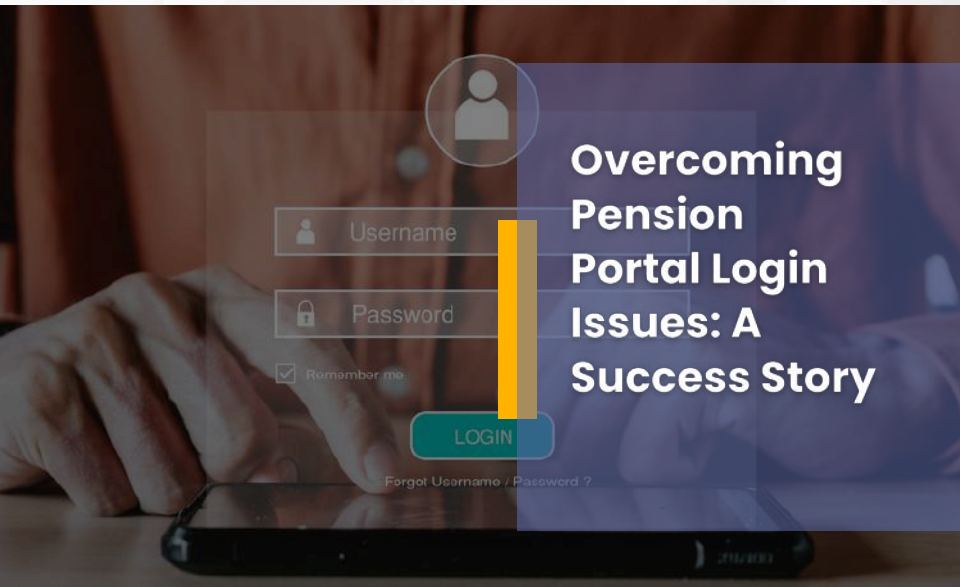 Overcoming
Pension
Portal Login
Issues: A
Success Story
Username
Password
Remember me
LOGIN
Forgot Username / Password ?